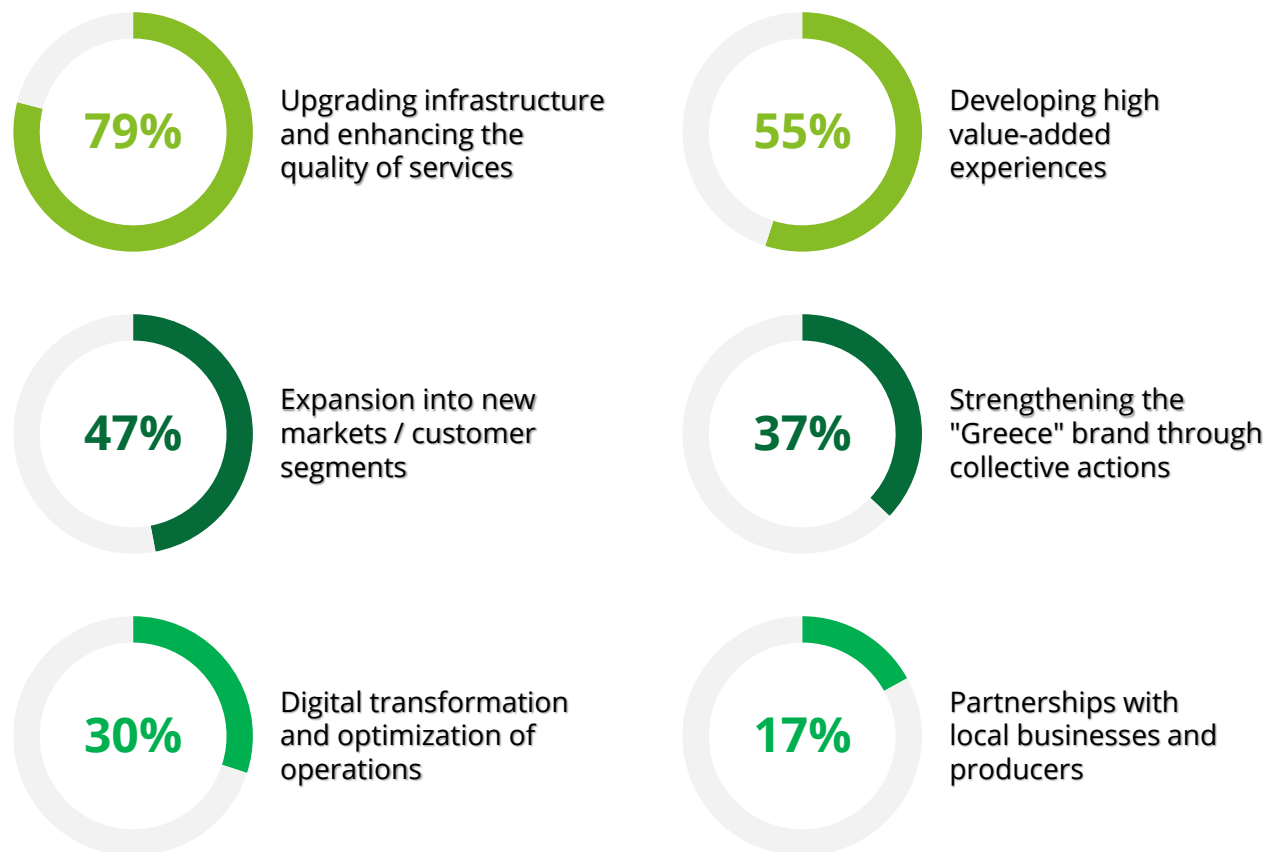 79%
Upgrading infrastructure
and enhancing the
quality of services
55%
Developing high
value-added
experiences
47%
Expansion into new
markets / customer
segments
37%
Strengthening the
"Greece" brand through
collective actions
30%
Digital transformation
and optimization of
operations
17%
Partnerships with
local businesses and
producers